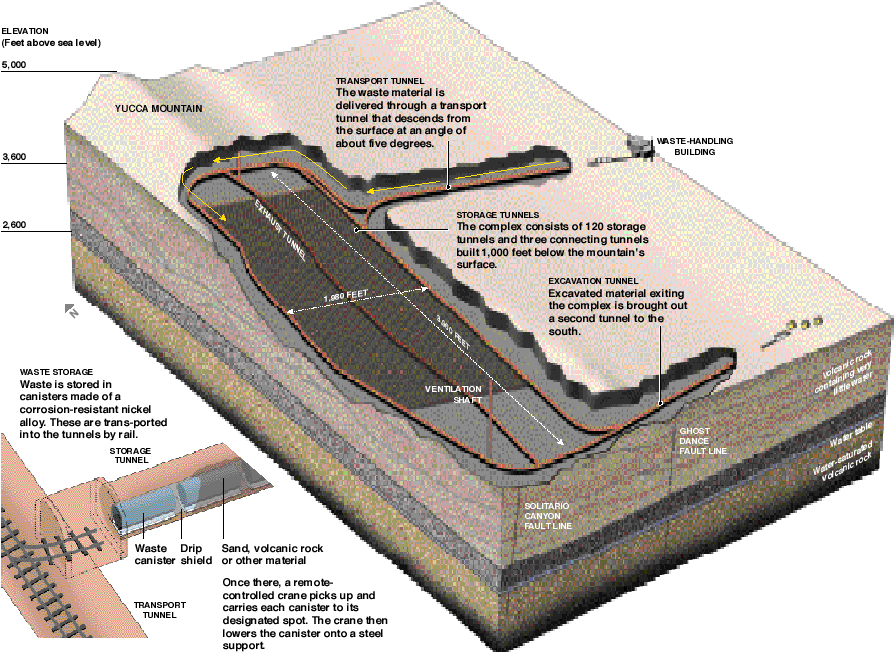 ELEVATION
(Feet above sea level)
5,000
3,600
2,600
YUCCA MOUNTAIN
TRANSPORT TUNNEL
The waste material is
delivered through a transport
tunnel that descends from
the surface at an angle of
about five degrees.
WASTE-HANDLING
BUILDING
STORAGE TUNNELS
The complex consists of 120 storage
tunnels and three connecting tunnels
built 1,000 feet below the mountain's
surface.
EXCAVATION TUNNEL
Excavated material exiting
the complex is brought out
a second tunnel to the
south.
EXHAUST TUNNEL
FEET
FEET
VENTILATION
SHAFT
GHOST
DANCE
FAULT LINE
SOLITARIO
CANYON
FAULT LINE
Volcanic rock
containing very
little water
Water table
Water-saturated
volcanic rock
N
WASTE STORAGE
Waste is stored in
canisters made of a
corrosion-resistant nickel
alloy. These are trans-ported
into the tunnels by rail.
STORAGE
TUNNEL
Waste
canister
Drip
shield
Sand, volcanic rock
or other material
TRANSPORT
TUNNEL
Once there, a remote-
controlled crane picks up and
carries each canister to its
designated spot. The crane then
lowers the canister onto a steel
support.